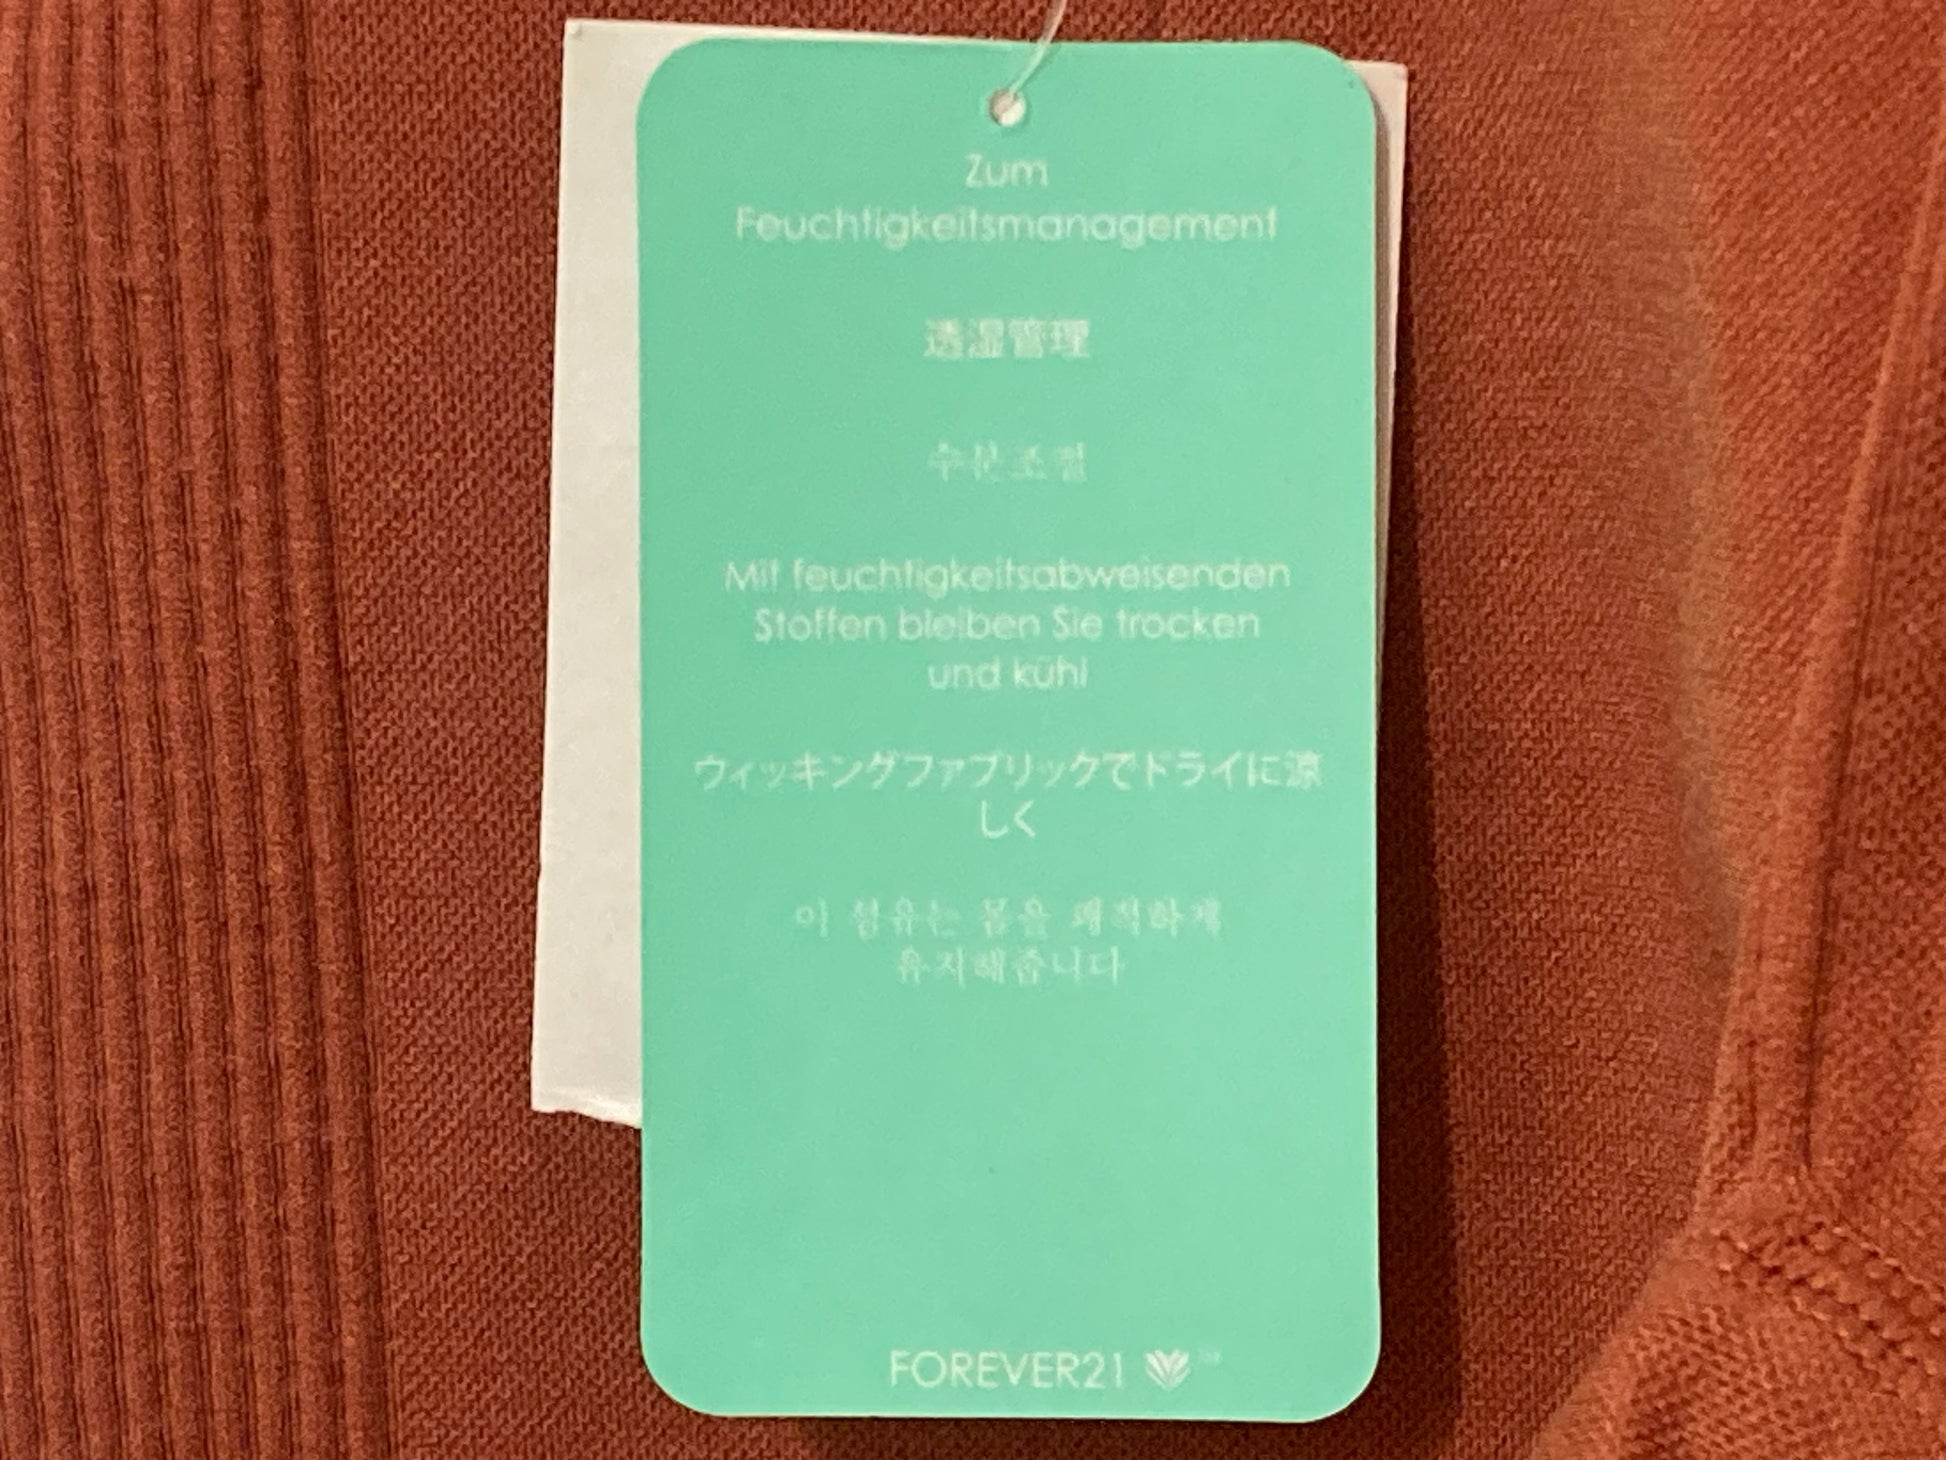 Zum
Feuchtigkeitsmanagement
透湿管理
수분조절
Mit feuchtigkeitsabweisenden
Stoffen bleiben Sie trocken
und kühl
ウィッキングファブリックでドライに涼
しく
이 섬유는 몸을 쾌적하게
유지해줍니다
FOREVER21